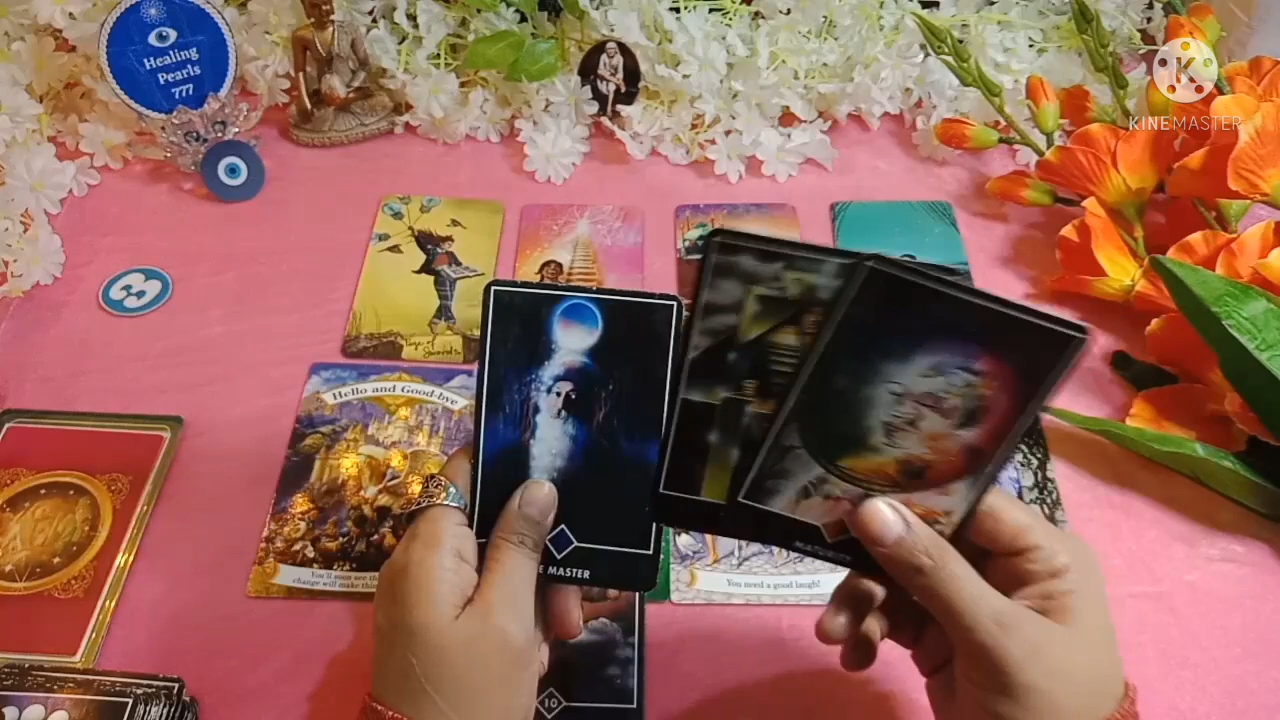 Healing
Pearls
777
KINEMASTER
3
Page of
Swords
Hello and Good-bye
You'll soon see th
change will make thi
E MASTER
You need a good laugh!
10